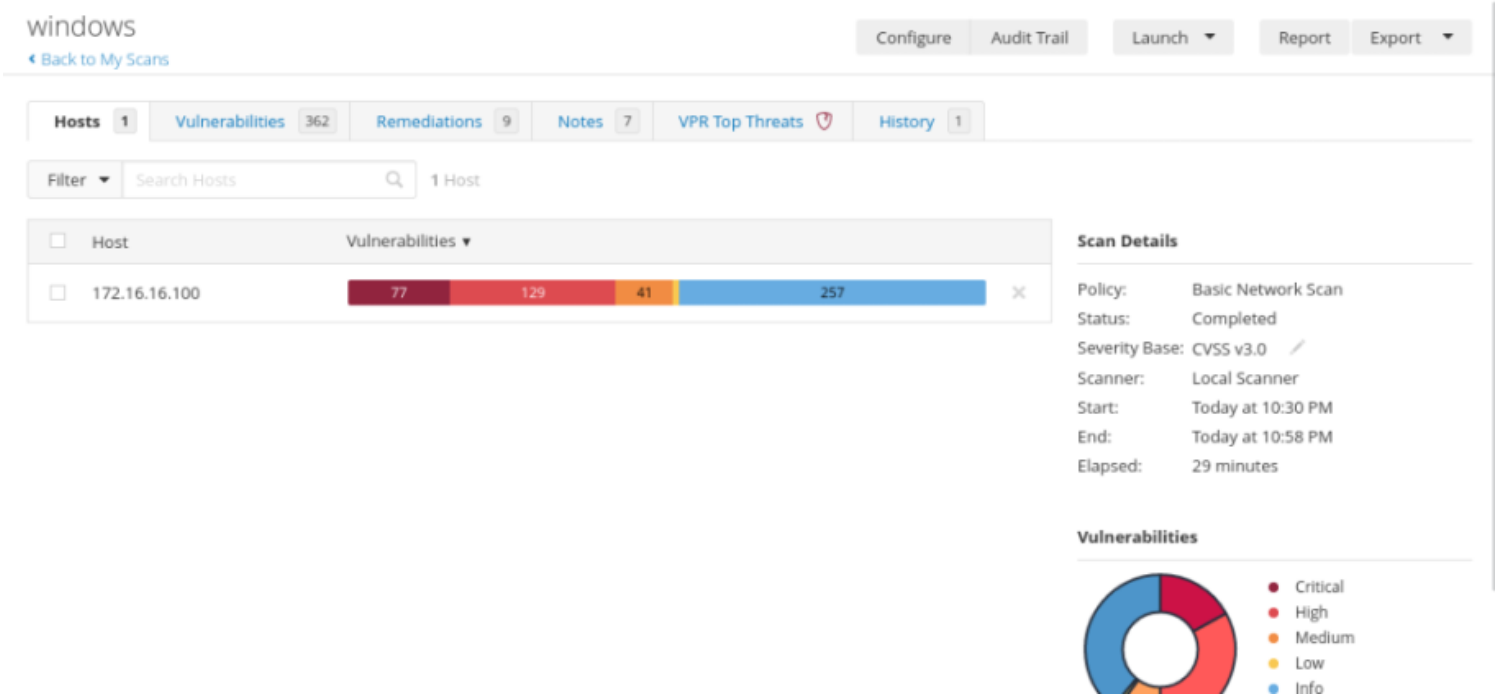 windows
Back to My Scans
Configure Audit Trail Launch Report Export
Hosts 1 Vulnerabilities 362 Remediations 9 Notes 7 VPR Top Threats History 1
Filter Search Hosts 1 Host
Host Vulnerabilities
172.16.16.100 77 129 41 257
Scan Details
Policy: Basic Network Scan
Status: Completed
Severity Base: CVSS v3.0
Scanner: Local Scanner
Start: Today at 10:30 PM
End: Today at 10:58 PM
Elapsed: 29 minutes
Vulnerabilities
Critical
High
Medium
Low
Info